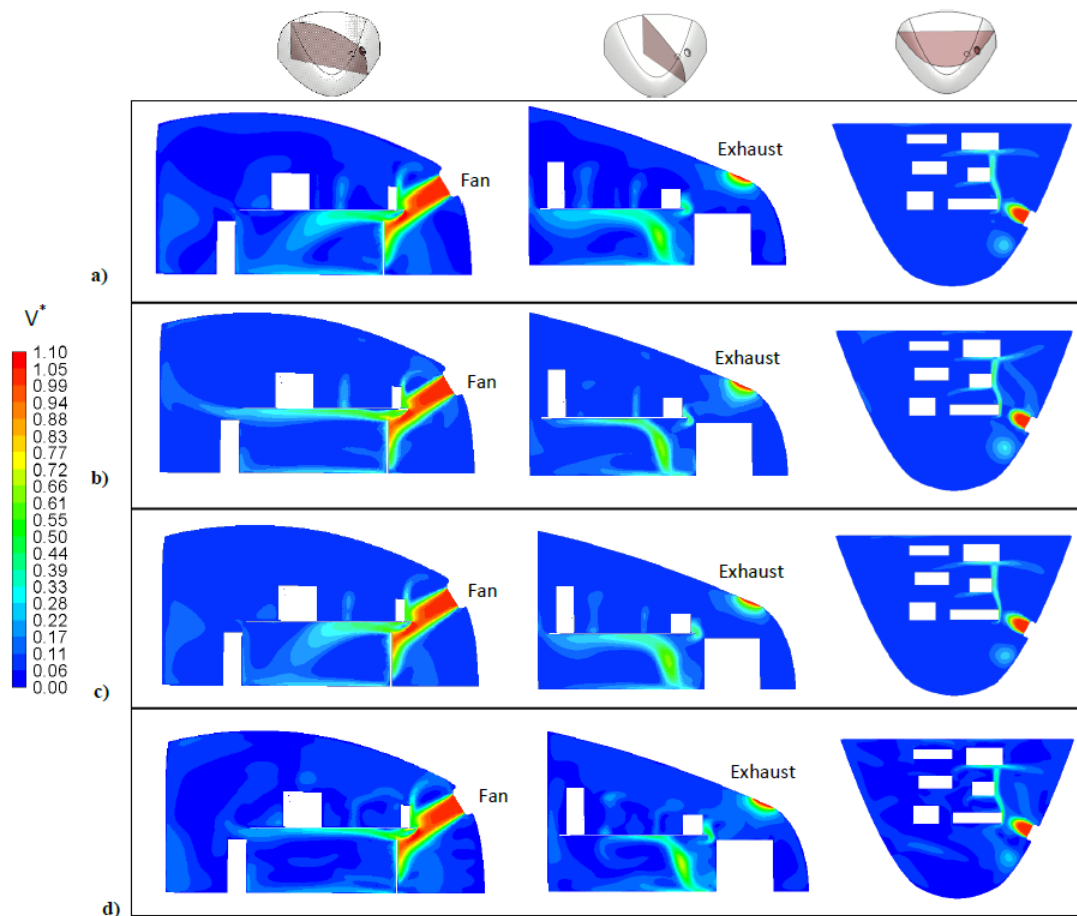 Fan
Exhaust
a)
V*
1.10
1.05
0.99
0.94
0.88
0.83
0.77
0.72
0.66
0.61
0.55
0.50
0.44
0.39
0.33
0.28
0.22
0.17
0.11
0.06
0.00
Fan
Exhaust
b)
Fan
Exhaust
c)
Fan
Exhaust
d)